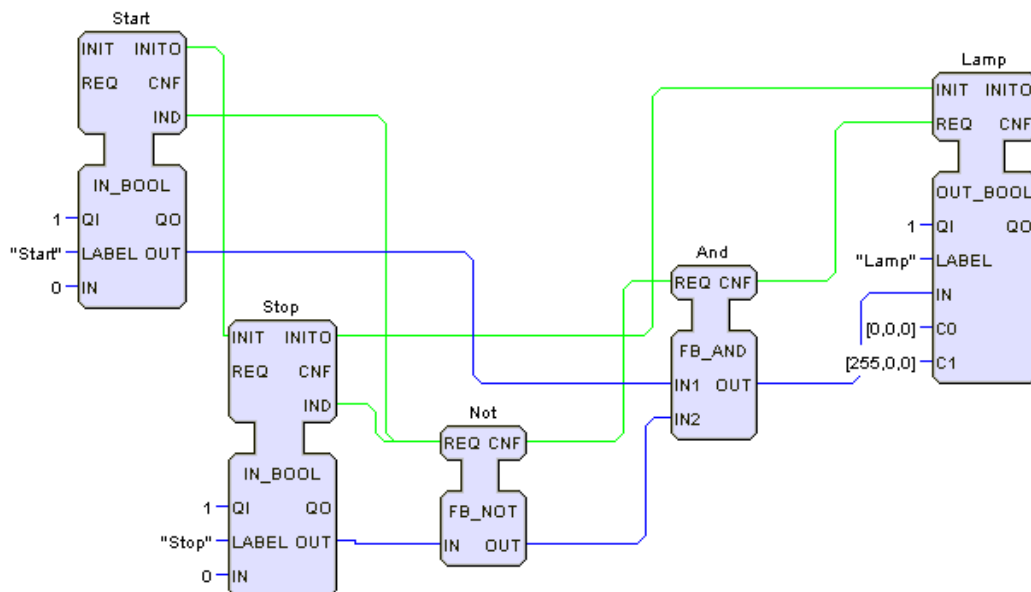 Start
INIT INITO
REQ CNF
IND
IN_BOOL
1 QI QO
"Start" LABEL OUT
0 IN
Stop
INIT INITO
REQ CNF
IND
IN_BOOL
1 QI QO
"Stop" LABEL OUT
0 IN
Not
REQ CNF
FB_NOT
IN OUT
And
REQ CNF
FB_AND
IN1 OUT
IN2
Lamp
INIT INITO
REQ CNF
OUT_BOOL
1 QI QO
"Lamp" LABEL
IN
[0,0,0] C0
[255,0,0] C1